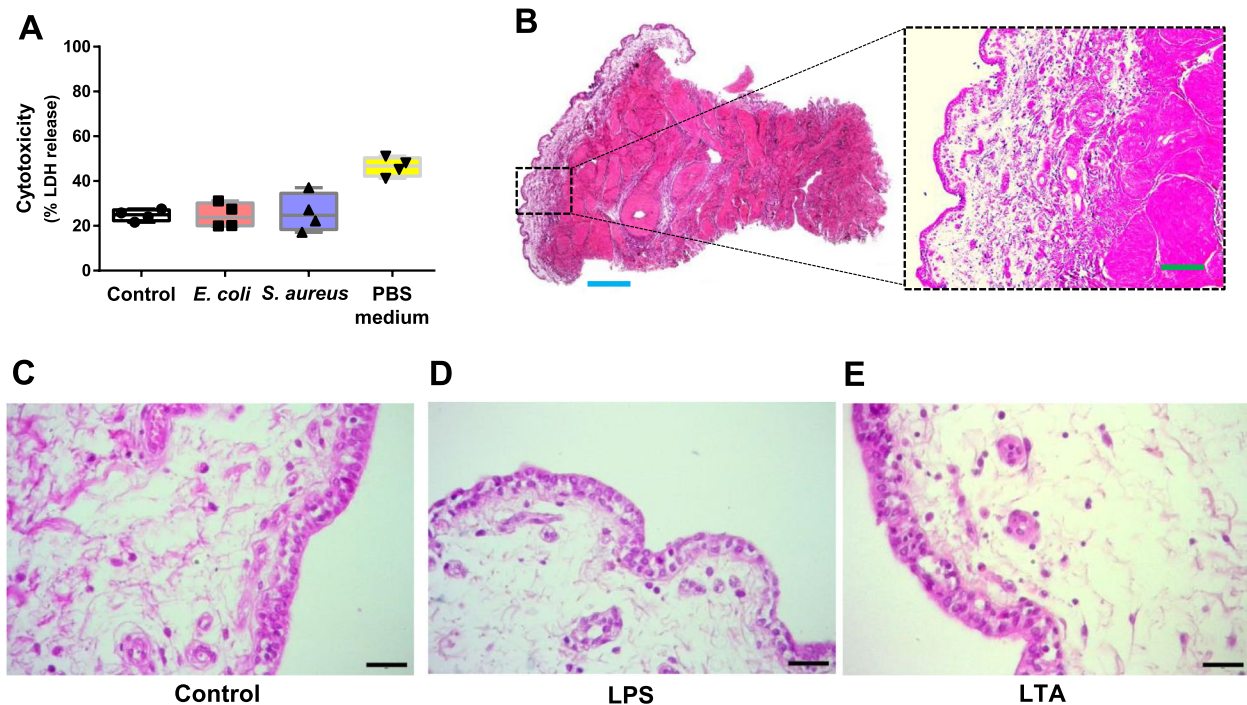 A
B
100
80
60
40
20
0
Cytotoxicity
(% LDH release)
Control
E. coli
S. aureus
PBS
medium
C
D
E
Control
LPS
LTA